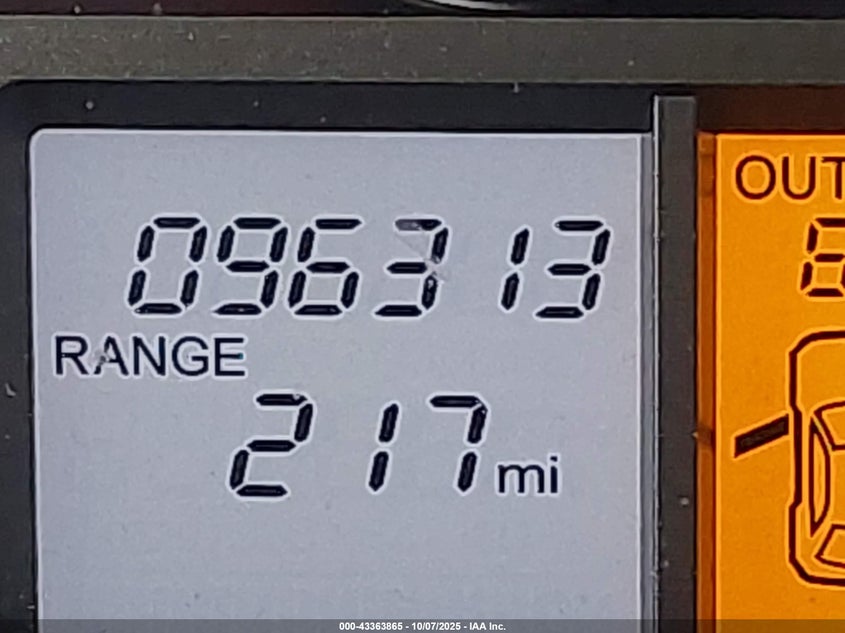 096313
OUT
RANGE
217 mi
000-43363865 - 10/07/2025 - IAA Inc.